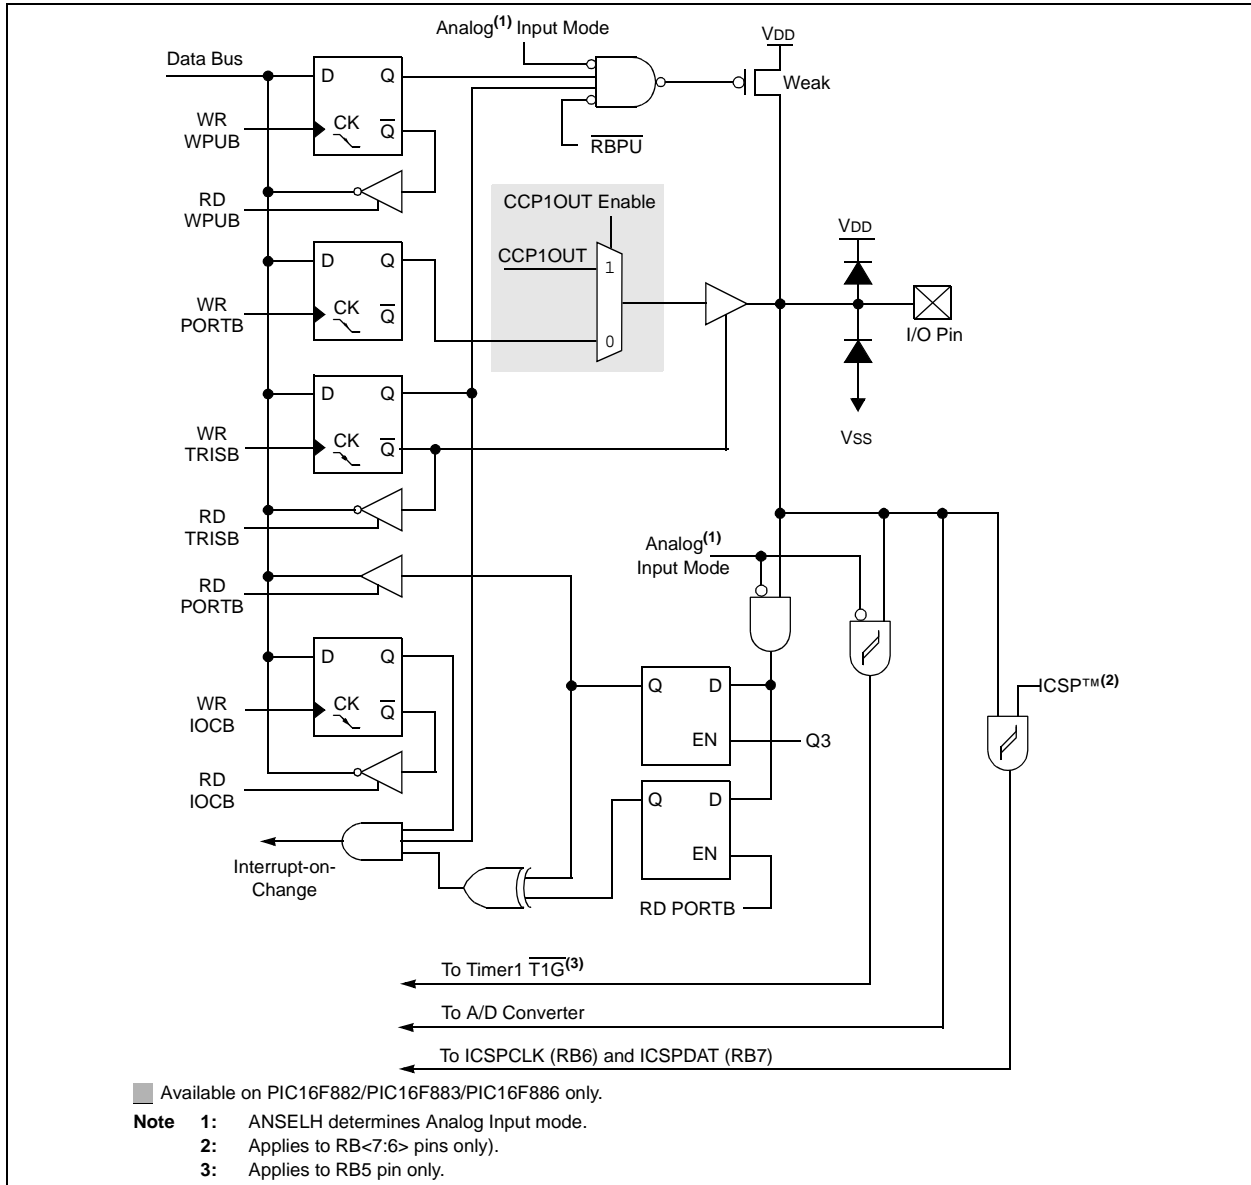 Analog(1) Input Mode
VDD
Data Bus
D Q
Weak
WR
WPUB
CK Q
RBPU
RD
WPUB
CCP1OUT Enable
VDD
D Q
CCP1OUT
1
WR
PORTB
CK Q
0
I/O Pin
D Q
WR
TRISB
CK Q
VSS
RD
TRISB
Analog(1)
Input Mode
RD
PORTB
D Q
Q D
ICSP™(2)
WR
IOCB
CK Q
EN
Q3
RD
IOCB
Q D
EN
Interrupt-on-
Change
RD PORTB
To Timer1 T1G(3)
To A/D Converter
To ICSPCLK (RB6) and ICSPDAT (RB7)
Available on PIC16F882/PIC16F883/PIC16F886 only.
Note 1: ANSELH determines Analog Input mode.
2: Applies to RB<7:6> pins only).
3: Applies to RB5 pin only.